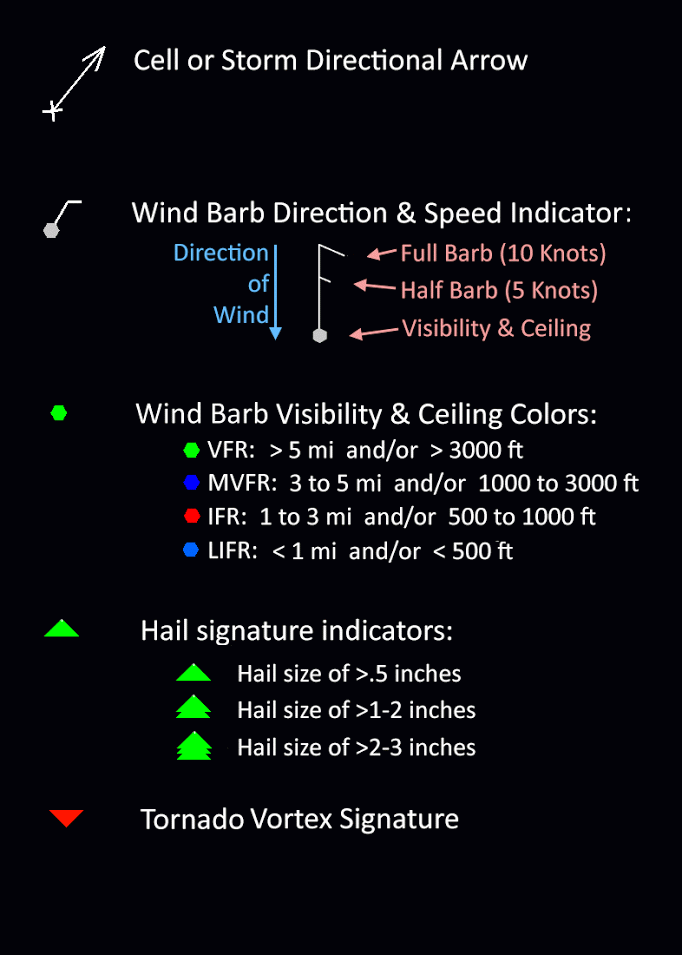 Cell or Storm Directional Arrow
Wind Barb Direction & Speed Indicator:
Direction
of
Wind
Full Barb (10 Knots)
Half Barb (5 Knots)
Visibility & Ceiling
Wind Barb Visibility & Ceiling Colors:
VFR: > 5 mi and/or > 3000 ft
MVFR: 3 to 5 mi and/or 1000 to 3000 ft
IFR: 1 to 3 mi and/or 500 to 1000 ft
LIFR: < 1 mi and/or < 500 ft
Hail signature indicators:
Hail size of >.5 inches
Hail size of >1-2 inches
Hail size of >2-3 inches
Tornado Vortex Signature